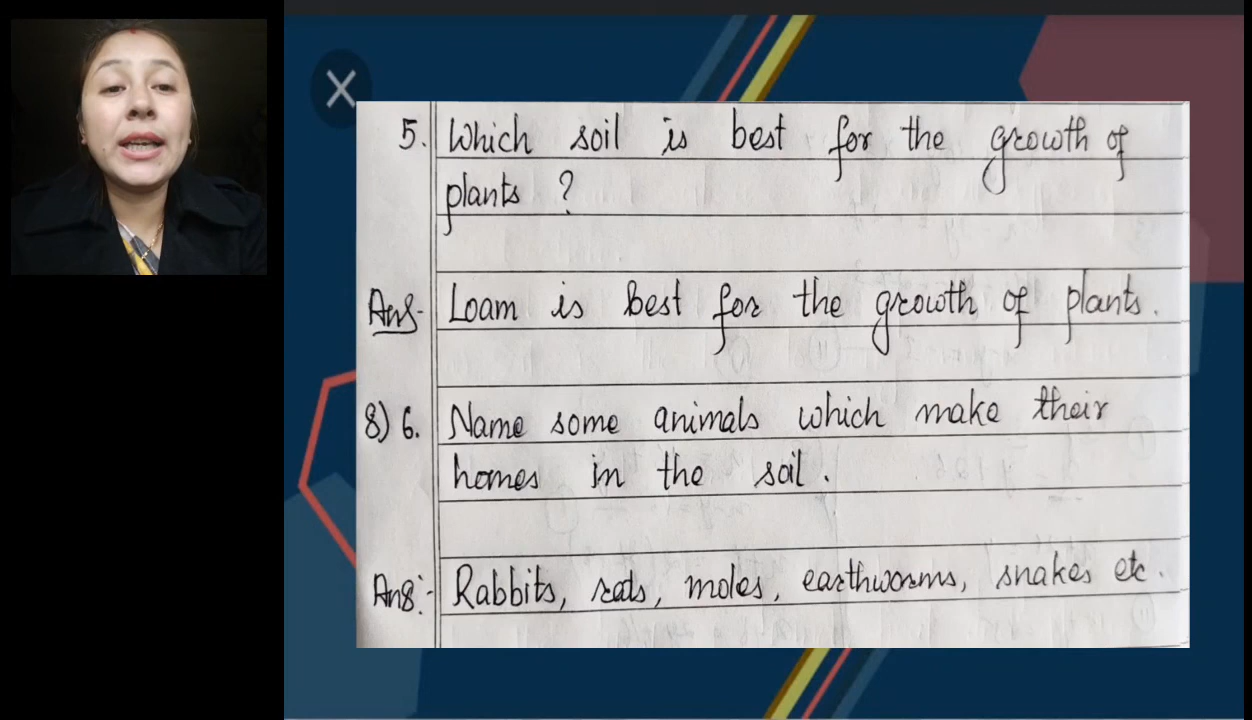 5. Which soil is best for the growth of
plants ?
Ans- Loam is best for the growth of plants.
8) 6. Name some animals which make their
homes in the soil.
Ans:- Rabbits, rats, moles, earthworms, snakes etc.